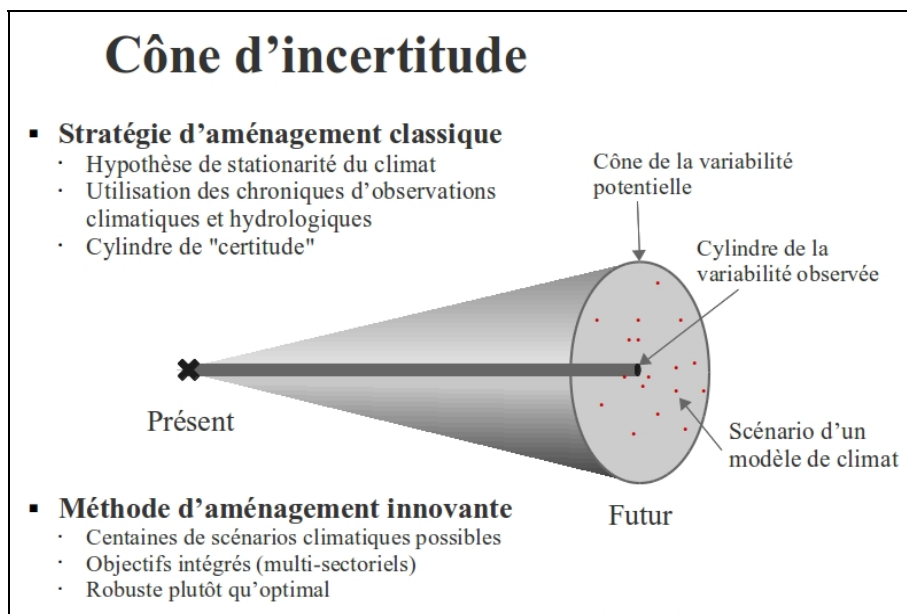 Cône d’incertitude
▪ Stratégie d’aménagement classique
· Hypothèse de stationarité du climat
· Utilisation des chroniques d’observations
climatiques et hydrologiques
· Cylindre de "certitude"
Cône de la variabilité
potentielle
Cylindre de la
variabilité observée
Présent
Scénario d’un
modèle de climat
Futur
▪ Méthode d’aménagement innovante
· Centaines de scénarios climatiques possibles
· Objectifs intégrés (multi-sectoriels)
· Robuste plutôt qu’optimal